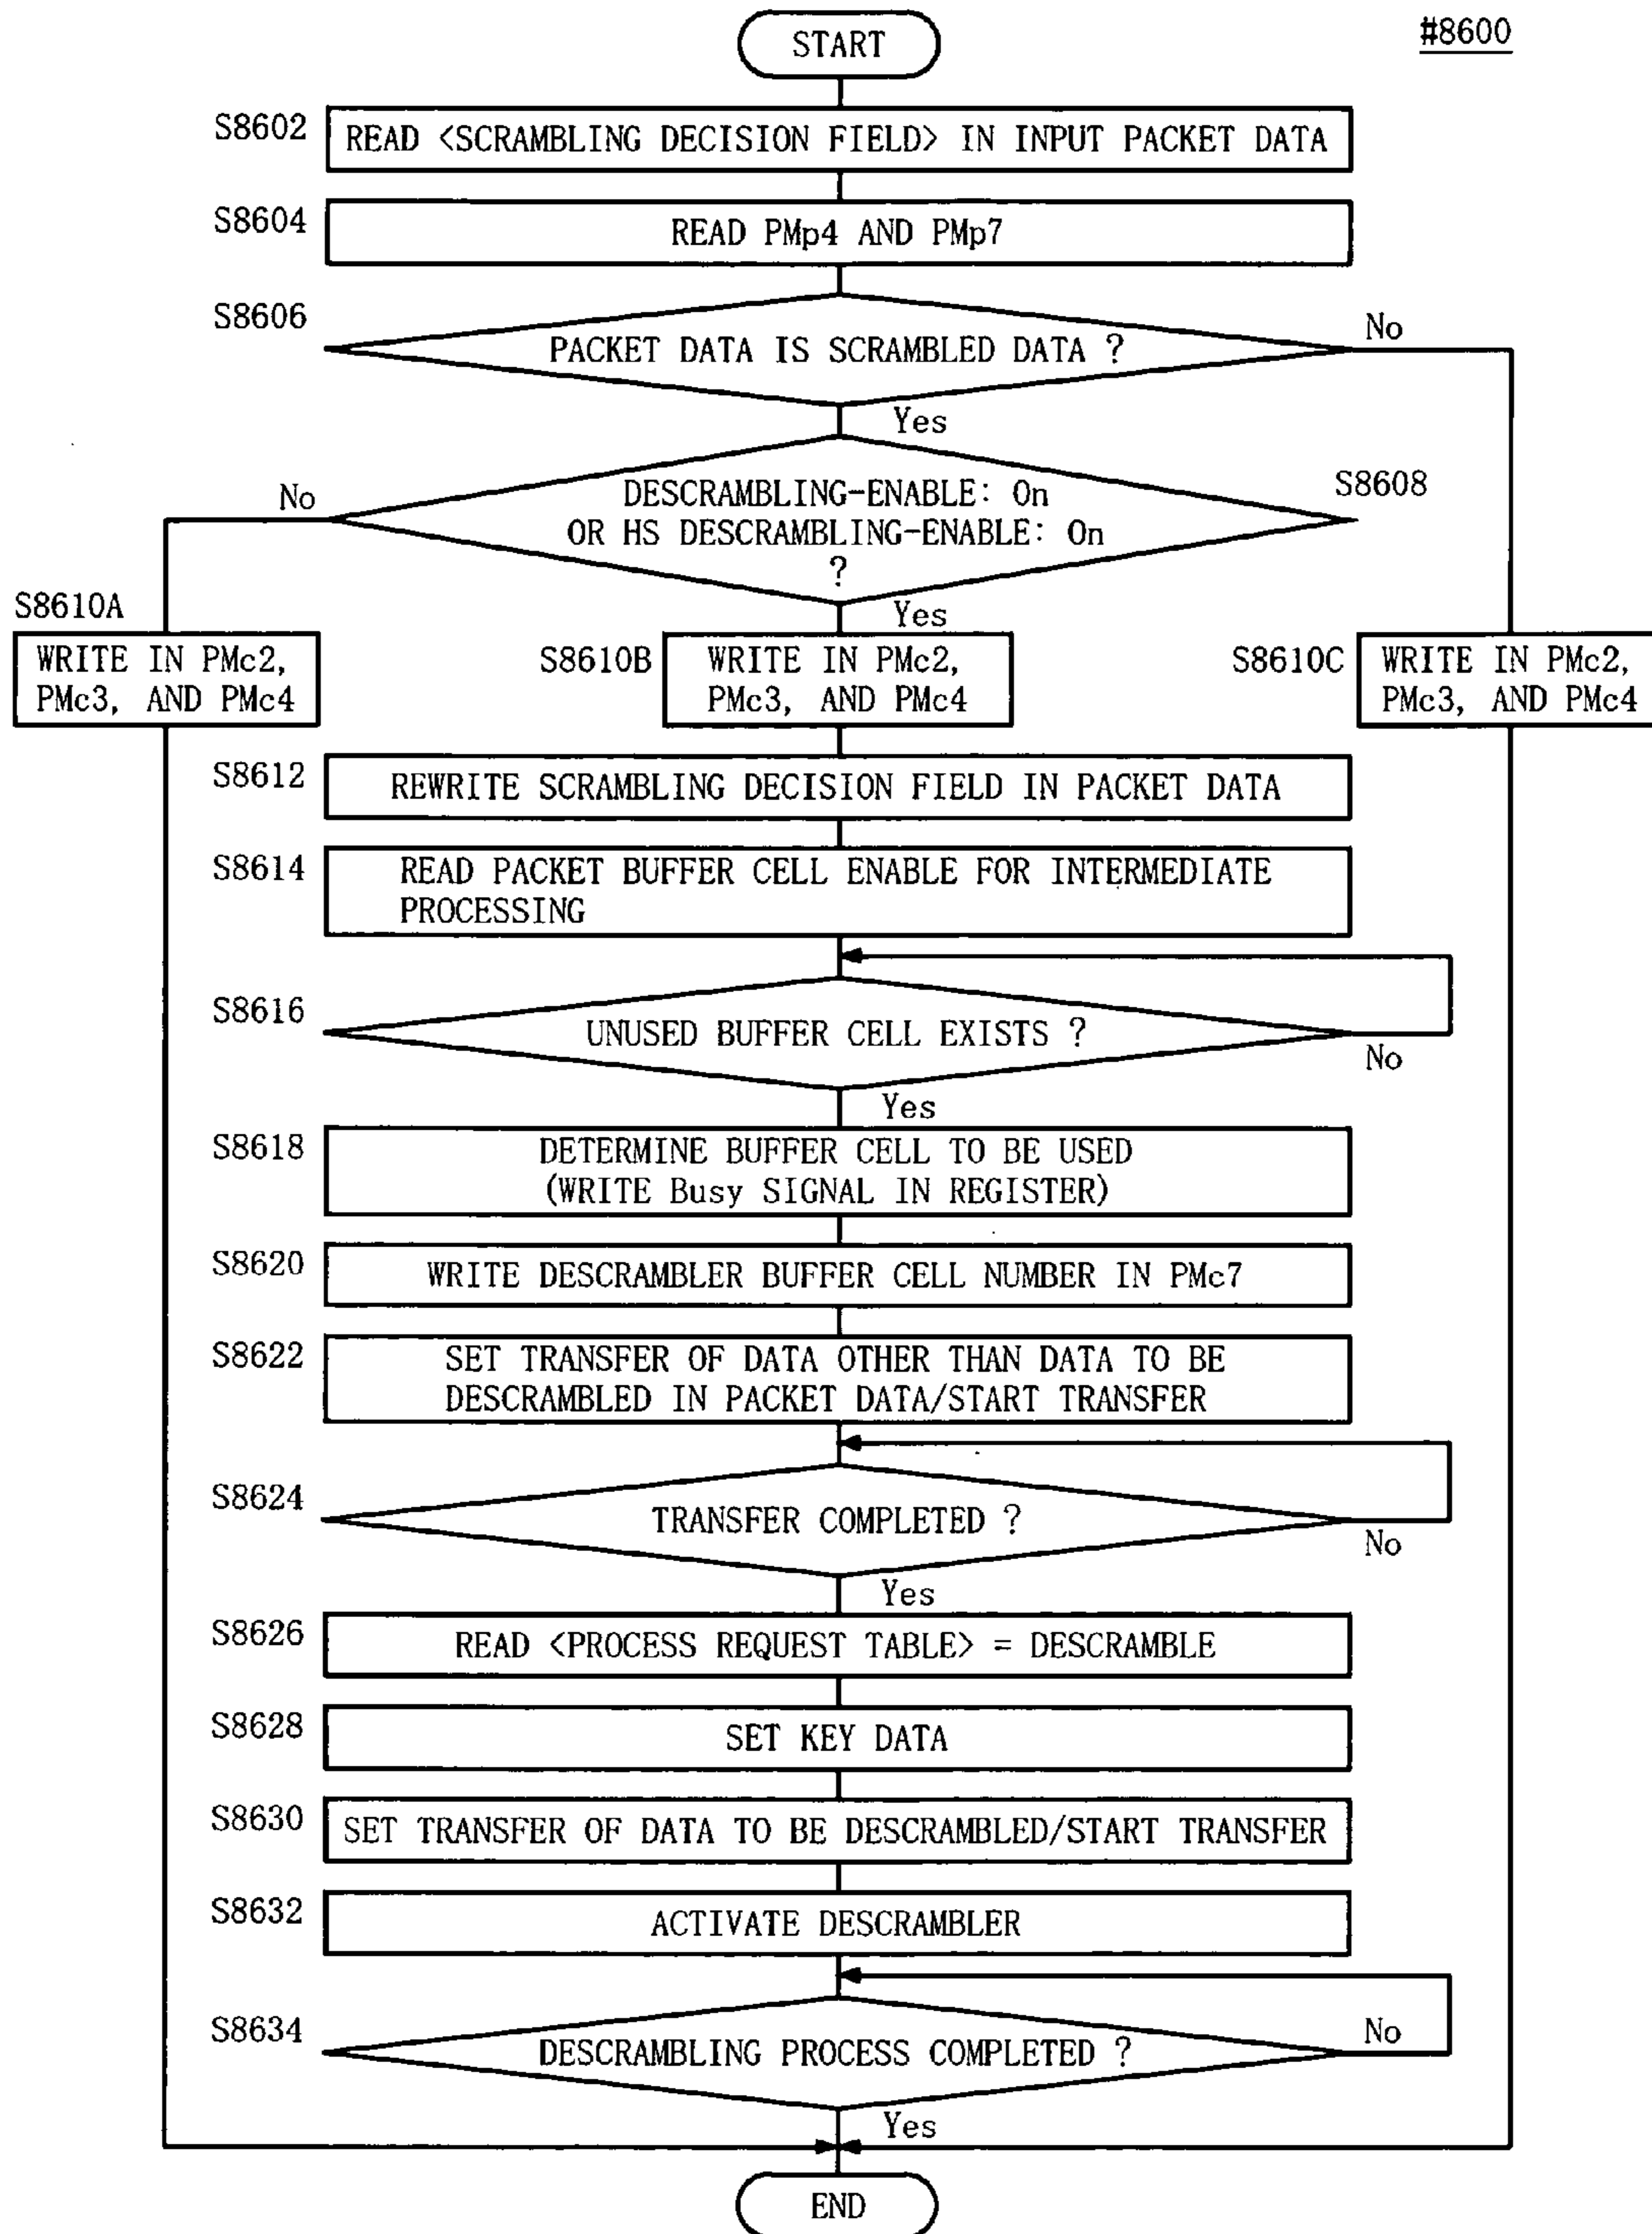 #8600
START
S8602
READ <SCRAMBLING DECISION FIELD> IN INPUT PACKET DATA
S8604
READ PMp4 AND PMp7
S8606
PACKET DATA IS SCRAMBLED DATA ?
No
Yes
No
DESCRAMBLING-ENABLE: On
OR HS DESCRAMBLING-ENABLE: On
?
S8608
Yes
S8610A
WRITE IN PMc2,
PMc3, AND PMc4
S8610B
WRITE IN PMc2,
PMc3, AND PMc4
S8610C
WRITE IN PMc2,
PMc3, AND PMc4
S8612
REWRITE SCRAMBLING DECISION FIELD IN PACKET DATA
S8614
READ PACKET BUFFER CELL ENABLE FOR INTERMEDIATE
PROCESSING
S8616
UNUSED BUFFER CELL EXISTS ?
No
Yes
S8618
DETERMINE BUFFER CELL TO BE USED
(WRITE Busy SIGNAL IN REGISTER)
S8620
WRITE DESCRAMBLER BUFFER CELL NUMBER IN PMc7
S8622
SET TRANSFER OF DATA OTHER THAN DATA TO BE
DESCRAMBLED IN PACKET DATA/START TRANSFER
S8624
TRANSFER COMPLETED ?
No
Yes
S8626
READ <PROCESS REQUEST TABLE> = DESCRAMBLE
S8628
SET KEY DATA
S8630
SET TRANSFER OF DATA TO BE DESCRAMBLED/START TRANSFER
S8632
ACTIVATE DESCRAMBLER
S8634
DESCRAMBLING PROCESS COMPLETED ?
No
Yes
END